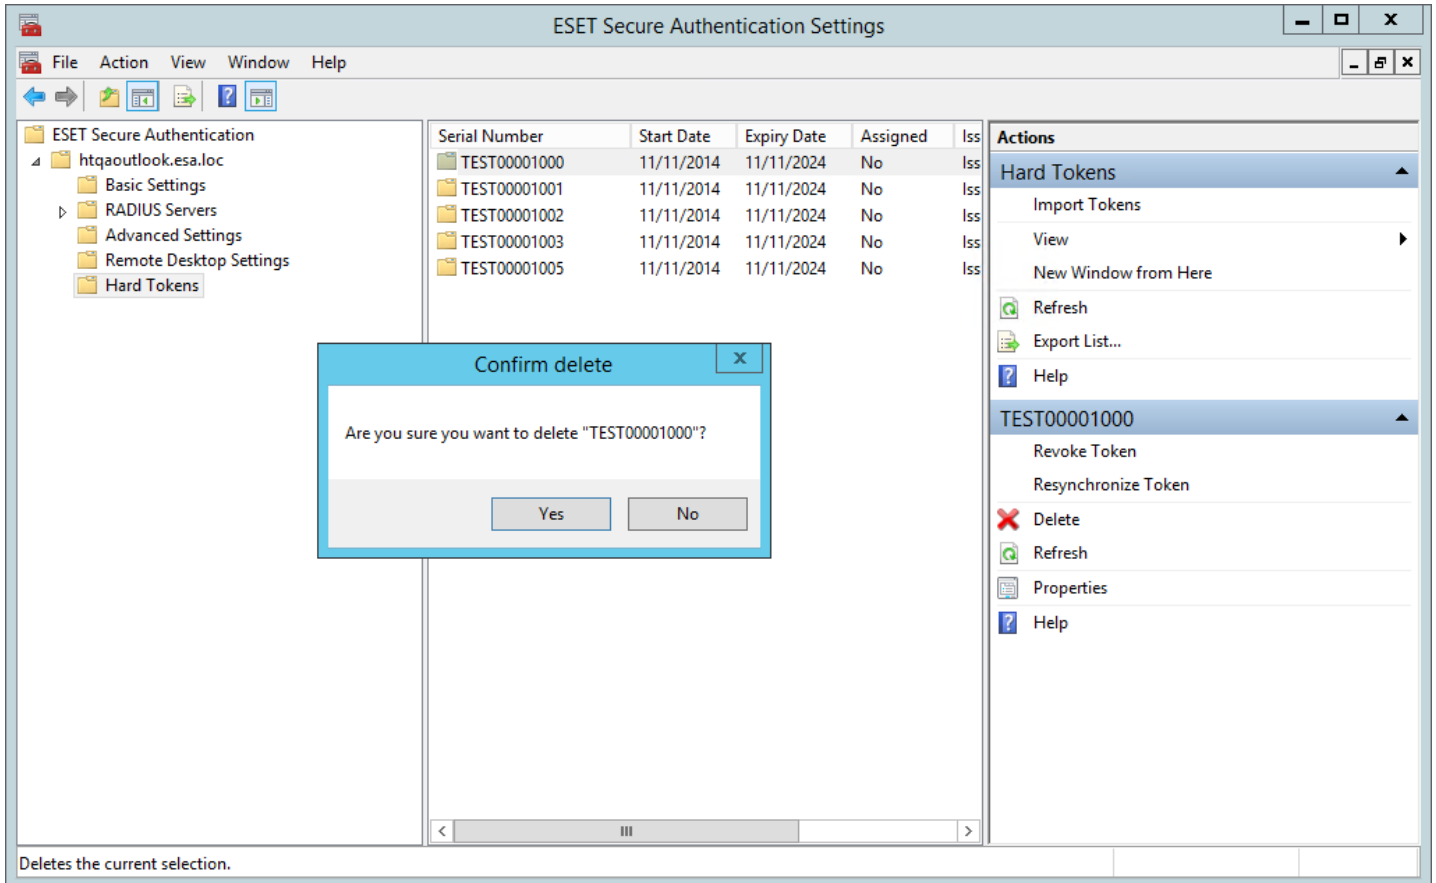 ESET Secure Authentication Settings
File Action View Window Help
ESET Secure Authentication
htqaoutlook.esa.loc
Basic Settings
RADIUS Servers
Advanced Settings
Remote Desktop Settings
Hard Tokens
Serial Number Start Date Expiry Date Assigned Iss
TEST00001000 11/11/2014 11/11/2024 No Iss
TEST00001001 11/11/2014 11/11/2024 No Iss
TEST00001002 11/11/2014 11/11/2024 No Iss
TEST00001003 11/11/2014 11/11/2024 No Iss
TEST00001005 11/11/2014 11/11/2024 No Iss
Confirm delete
Are you sure you want to delete "TEST00001000"?
Yes No
Actions
Hard Tokens
Import Tokens
View
New Window from Here
Refresh
Export List...
Help
TEST00001000
Revoke Token
Resynchronize Token
Delete
Refresh
Properties
Help
Deletes the current selection.